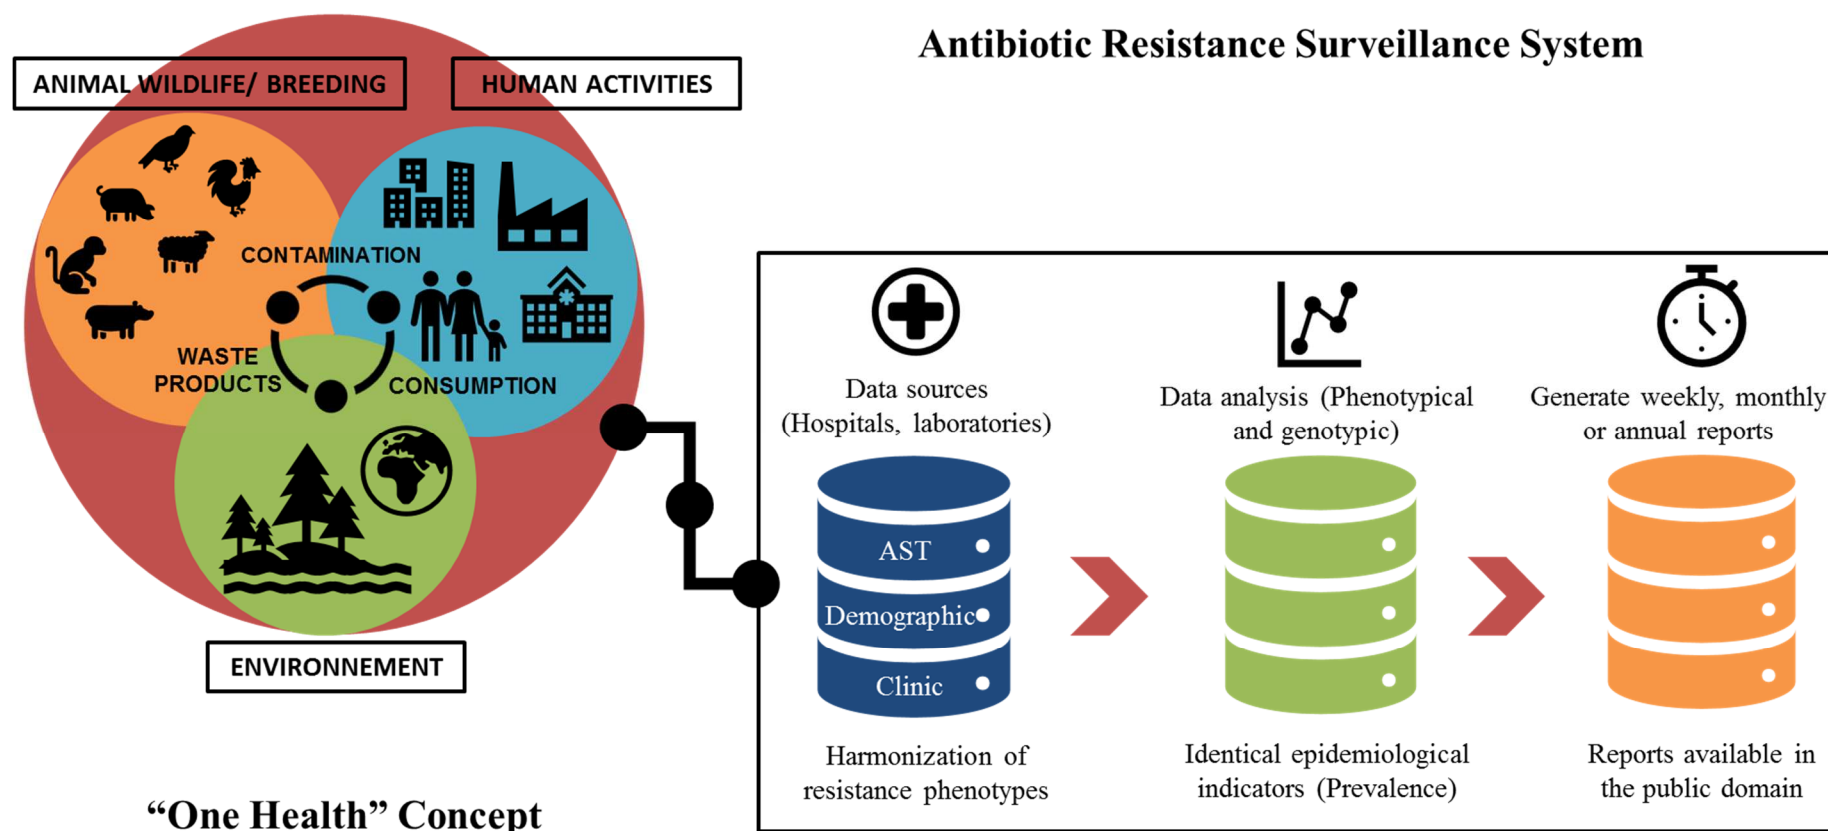 Antibiotic Resistance Surveillance System
ANIMAL WILDLIFE/ BREEDING
HUMAN ACTIVITIES
CONTAMINATION
WASTE
PRODUCTS
CONSUMPTION
ENVIRONNEMENT
“One Health” Concept
Data sources
(Hospitals, laboratories)
AST
Demographic
Clinic
Harmonization of
resistance phenotypes
Data analysis (Phenotypical
and genotypic)
Identical epidemiological
indicators (Prevalence)
Generate weekly, monthly
or annual reports
Reports available in
the public domain